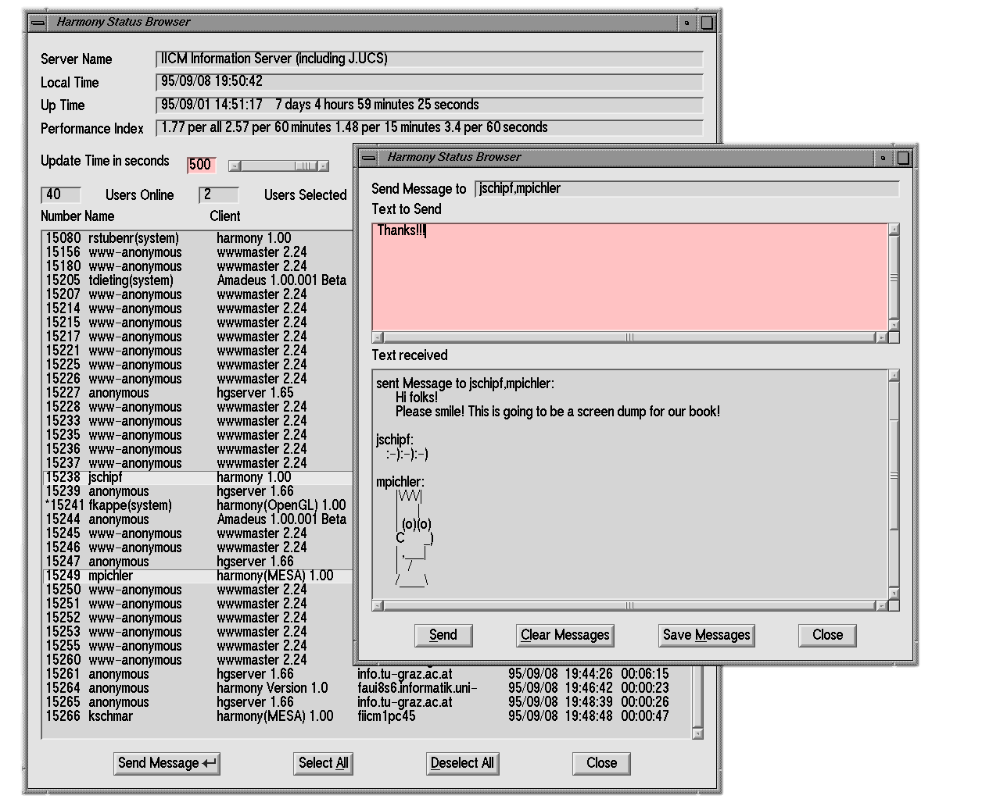 Harmony Status Browser
Server Name IICM Information Server (including J.UCS)
Local Time 95/09/08 19:50:42
Up Time 95/09/01 14:51:17 7 days 4 hours 59 minutes 25 seconds
Performance Index 1.77 per all 2.57 per 60 minutes 1.48 per 15 minutes 3.4 per 60 seconds
Update Time in seconds 500
40 Users Online 2 Users Selected
Number Name Client
15080 rstubenr(system) harmony 1.00
15156 www-anonymous wwwmaster 2.24
15180 www-anonymous wwwmaster 2.24
15205 tdieting(system) Amadeus 1.00.001 Beta
15207 www-anonymous wwwmaster 2.24
15214 www-anonymous wwwmaster 2.24
15215 www-anonymous wwwmaster 2.24
15217 www-anonymous wwwmaster 2.24
15221 www-anonymous wwwmaster 2.24
15225 www-anonymous wwwmaster 2.24
15226 www-anonymous wwwmaster 2.24
15227 anonymous hgserver 1.65
15228 www-anonymous wwwmaster 2.24
15233 www-anonymous wwwmaster 2.24
15235 www-anonymous wwwmaster 2.24
15236 www-anonymous wwwmaster 2.24
15237 www-anonymous wwwmaster 2.24
15238 jschipf harmony 1.00
15239 anonymous hgserver 1.66
*15241 fkappe(system) harmony(OpenGL) 1.00
15244 anonymous Amadeus 1.00.001 Beta
15245 www-anonymous wwwmaster 2.24
15246 www-anonymous wwwmaster 2.24
15247 anonymous hgserver 1.66
15249 mpichler harmony(MESA) 1.00
15250 www-anonymous wwwmaster 2.24
15251 www-anonymous wwwmaster 2.24
15252 www-anonymous wwwmaster 2.24
15253 www-anonymous wwwmaster 2.24
15255 www-anonymous wwwmaster 2.24
15260 www-anonymous wwwmaster 2.24
15261 anonymous hgserver 1.66 info.tu-graz.ac.at 95/09/08 19:44:26 00:06:15
15264 anonymous harmony Version 1.0 faui8s6.informatik.uni- 95/09/08 19:46:42 00:00:23
15265 anonymous hgserver 1.66 info.tu-graz.ac.at 95/09/08 19:48:39 00:00:26
15266 kschmar harmony(MESA) 1.00 fiicm1pc45 95/09/08 19:48:48 00:00:47
Send Message Select All Deselect All Close
Harmony Status Browser
Send Message to jschipf,mpichler
Text to Send
Thanks!!!
Text received
sent Message to jschipf,mpichler:
Hi folks!
Please smile! This is going to be a screen dump for our book!
jschipf:
:-):-):-)
mpichler:
|VVV|
|   |
| (o)(o)
C    _)
| ,___|
|  /
/____\
Send Clear Messages Save Messages Close